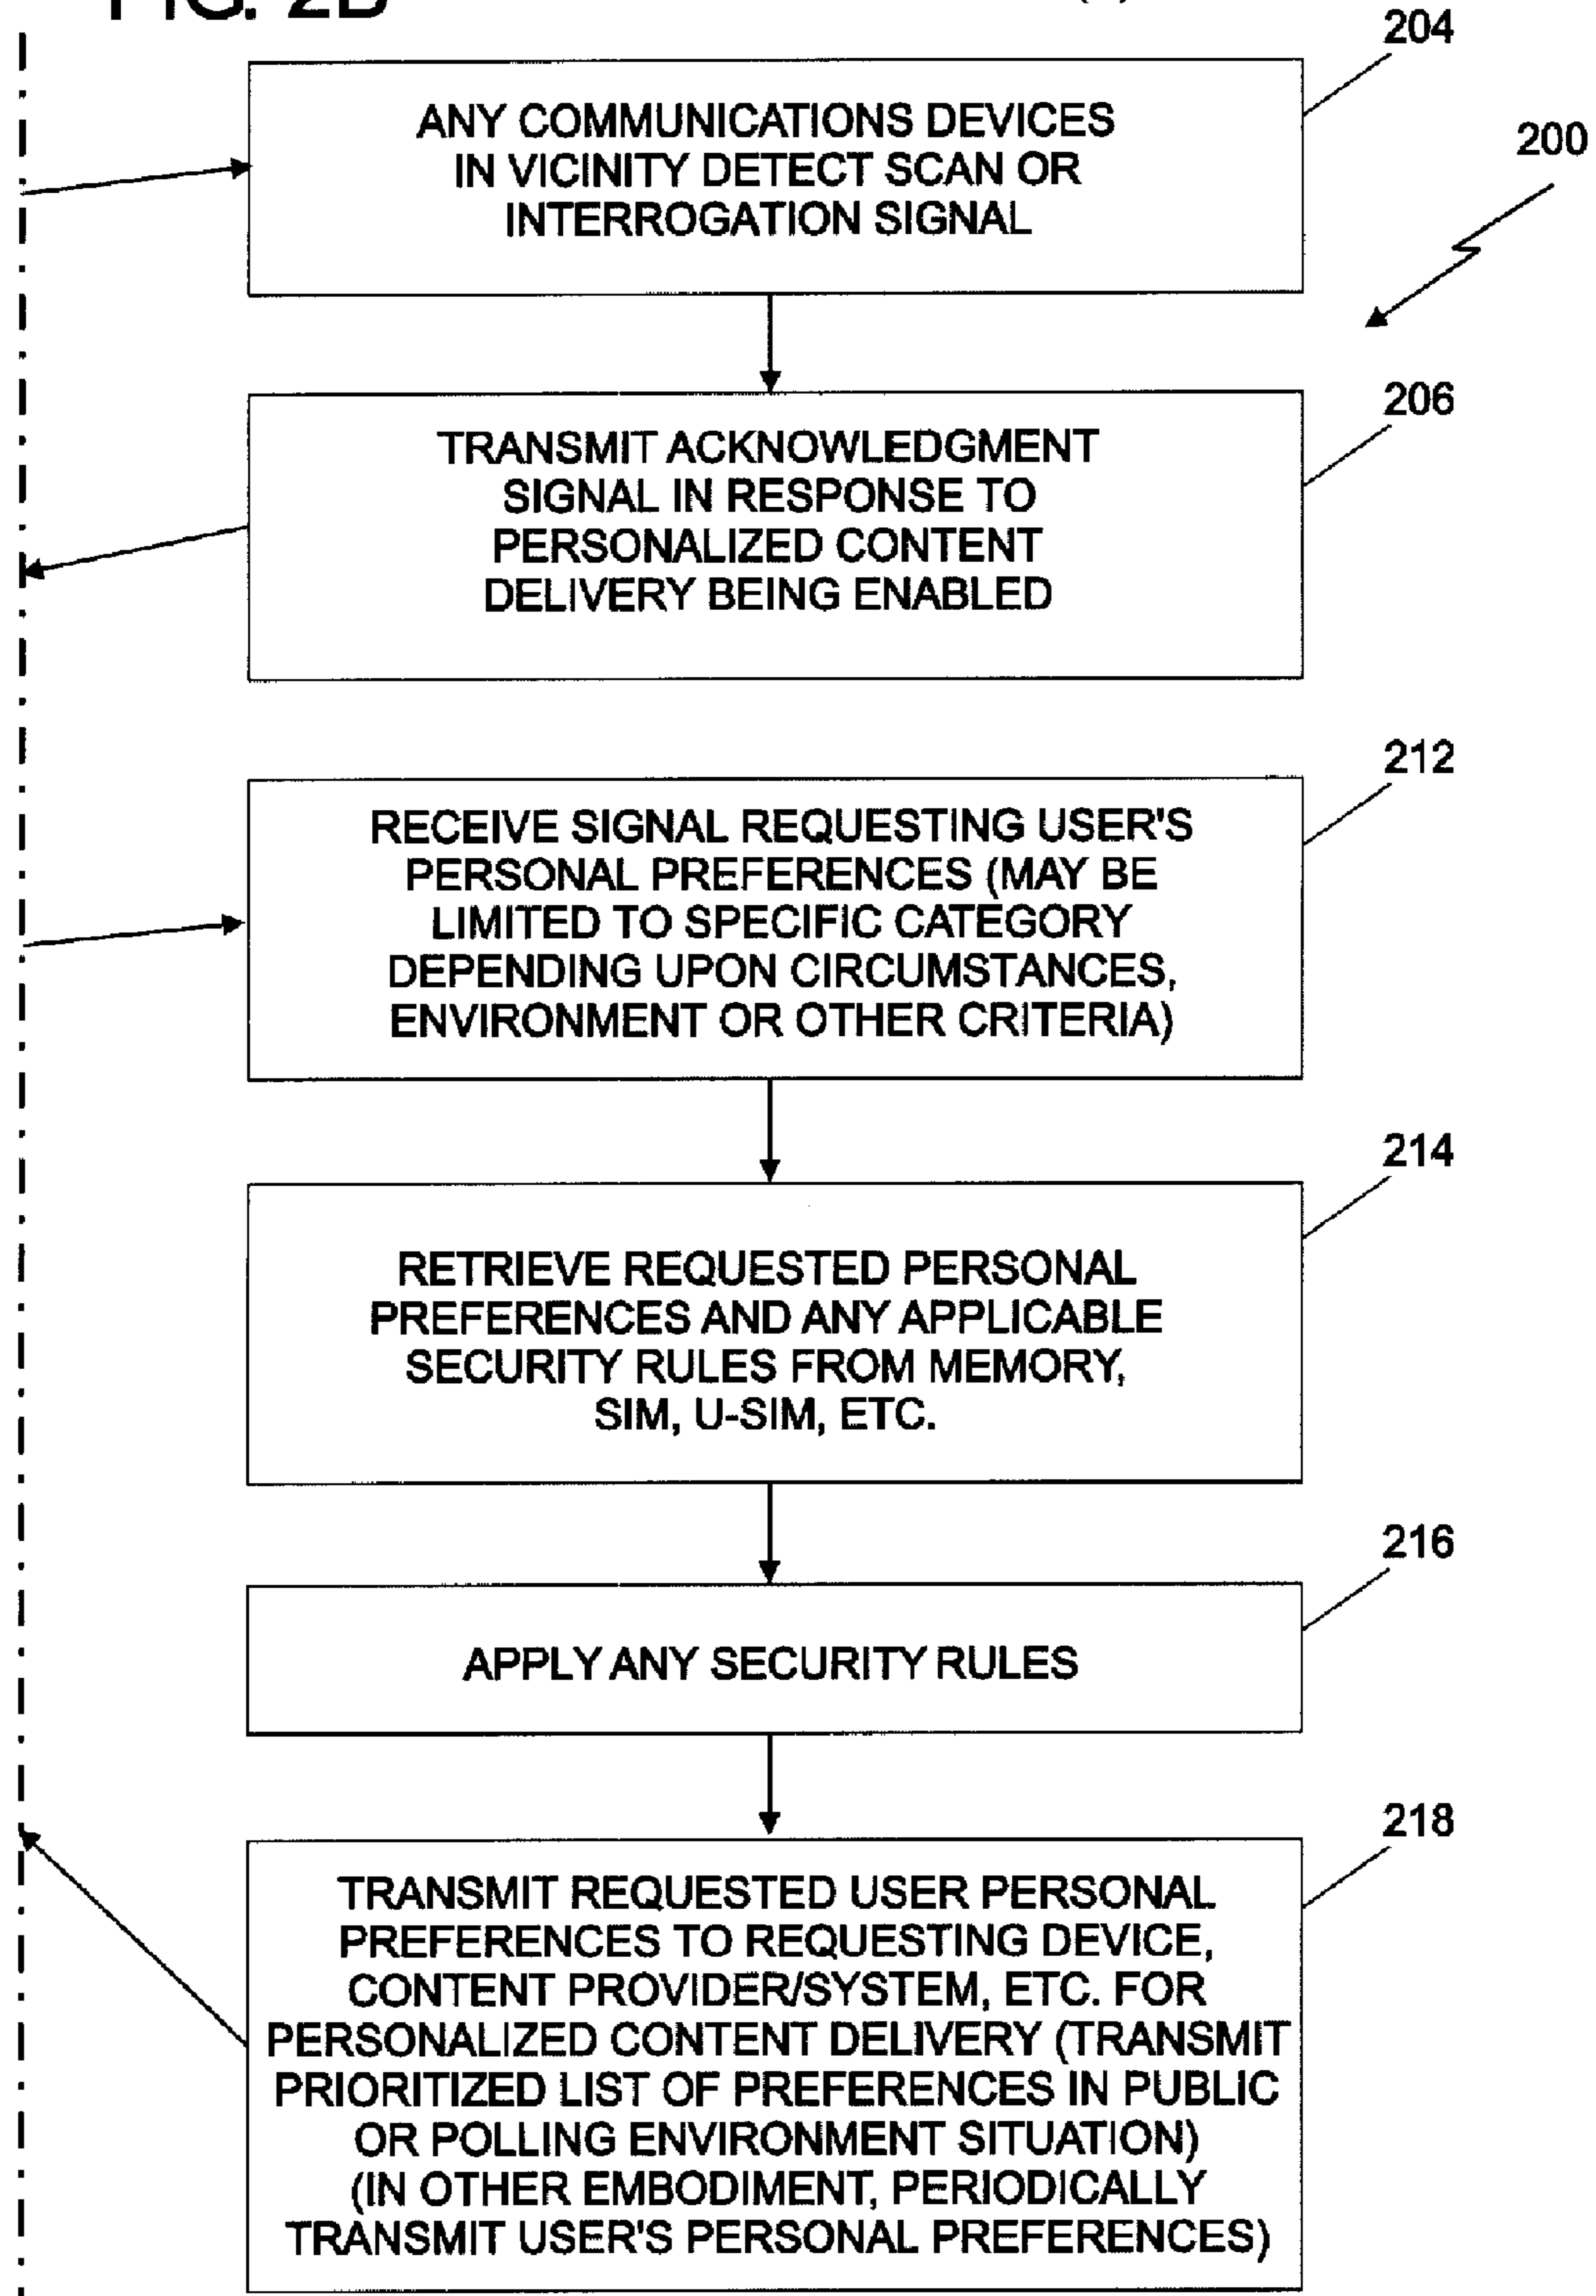 FIG. 2B
204
ANY COMMUNICATIONS DEVICES
IN VICINITY DETECT SCAN OR
INTERROGATION SIGNAL
200
206
TRANSMIT ACKNOWLEDGMENT
SIGNAL IN RESPONSE TO
PERSONALIZED CONTENT
DELIVERY BEING ENABLED
212
RECEIVE SIGNAL REQUESTING USER'S
PERSONAL PREFERENCES (MAY BE
LIMITED TO SPECIFIC CATEGORY
DEPENDING UPON CIRCUMSTANCES,
ENVIRONMENT OR OTHER CRITERIA)
214
RETRIEVE REQUESTED PERSONAL
PREFERENCES AND ANY APPLICABLE
SECURITY RULES FROM MEMORY,
SIM, U-SIM, ETC.
216
APPLY ANY SECURITY RULES
218
TRANSMIT REQUESTED USER PERSONAL
PREFERENCES TO REQUESTING DEVICE,
CONTENT PROVIDER/SYSTEM, ETC. FOR
PERSONALIZED CONTENT DELIVERY (TRANSMIT
PRIORITIZED LIST OF PREFERENCES IN PUBLIC
OR POLLING ENVIRONMENT SITUATION)
(IN OTHER EMBODIMENT, PERIODICALLY
TRANSMIT USER'S PERSONAL PREFERENCES)